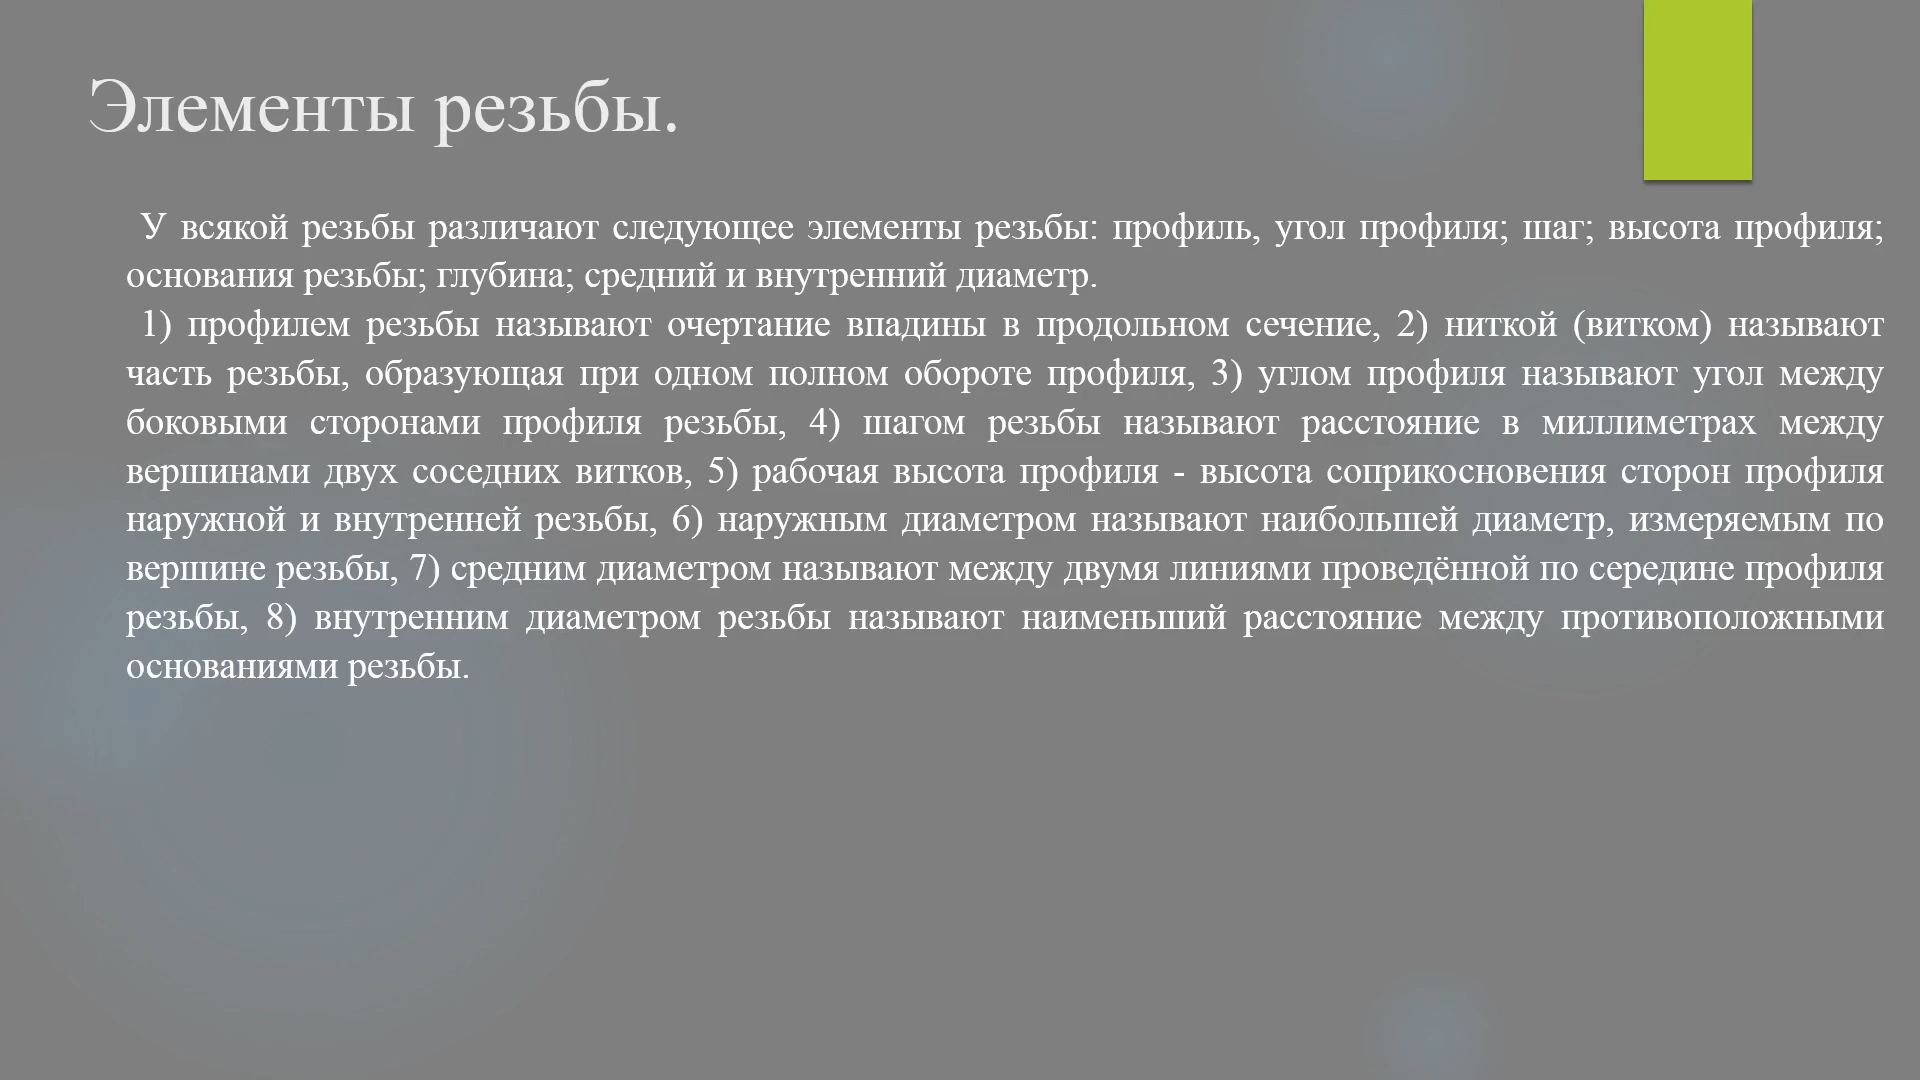 Элементы резьбы.
У всякой резьбы различают следующее элементы резьбы: профиль, угол профиля; шаг; высота профиля;
основания резьбы; глубина; средний и внутренний диаметр.
1) профилем резьбы называют очертание впадины в продольном сечение, 2) ниткой (витком) называют
часть резьбы, образующая при одном полном обороте профиля, 3) углом профиля называют угол между
боковыми сторонами профиля резьбы, 4) шагом резьбы называют расстояние в миллиметрах между
вершинами двух соседних витков, 5) рабочая высота профиля - высота соприкосновения сторон профиля
наружной и внутренней резьбы, 6) наружным диаметром называют наибольшей диаметр, измеряемым по
вершине резьбы, 7) средним диаметром называют между двумя линиями проведённой по середине профиля
резьбы, 8) внутренним диаметром резьбы называют наименьший расстояние между противоположными
основаниями резьбы.